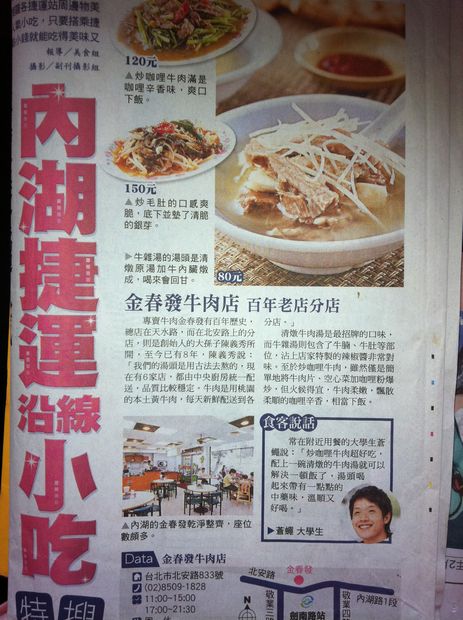 各捷運站周邊物美
小吃，只要搭乘捷
小錢就能吃得美味又
報導／美食組
攝影／副刊攝影組
內湖捷運沿線小吃
特搜
120元
▲炒咖哩牛肉滿是
咖哩辛香味，爽口
下飯。
150元
▲炒毛肚的口感爽
脆，底下並墊了清脆
的銀芽。
▶牛雜湯的湯頭是清
燉原湯加牛內臟燉
成，喝來會回甘。
80元
金春發牛肉店 百年老店分店
專賣牛肉金春發有百年歷史，
總店在天水路，而在北安路上的分
店，則是創始人的大孫子陳義秀所
開，至今已有8年，陳義秀說：
「我們的湯頭是用古法去熬的，現
在有6家店，都由中央廚房統一配
送，品質比較穩定。牛肉是用桃園
的本土黃牛肉，每天新鮮配送到各
分店。」
清燉牛肉湯是最招牌的口味，
而牛雜湯則包含了牛腩、牛肚等部
位，沾上店家特製的辣椒醬非常對
味。至於炒咖哩牛肉，雖然僅是簡
單地將牛肉片、空心菜加咖哩粉爆
炒，但火候得宜，牛肉柔嫩，飄散
柔順的咖哩辛香，相當下飯。
▲內湖的金春發乾淨整齊，座位
數頗多。
食客說話
常在附近用餐的大學生蒼
蠅說：「炒咖哩牛肉超好吃，
配上一碗清燉的牛肉湯就可以
解決一頓飯了，湯頭喝
起來帶有一點點的
中藥味，溫順又
好喝。」
▶蒼蠅 大學生
Data 金春發牛肉店
台北市北安路833號
(02)8509-1828
11:00~15:00
17:00~21:30
北安路
金春發
敬業三路
劍南路站
敬業四路
內湖路1段
N